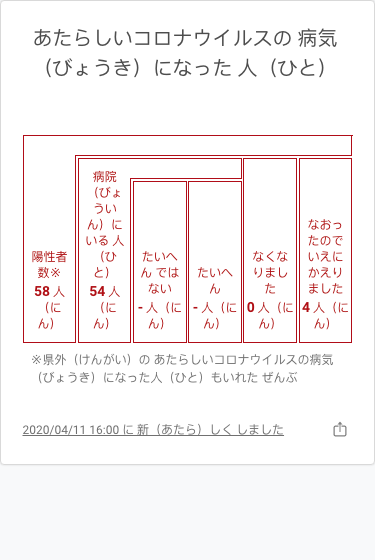 あたらしいコロナウイルスの 病気
（びょうき）になった 人（ひと）
陽性者
数※
58 人
（に
ん）
病院
（びょ
うい
ん）に
いる 人
（ひ
と）
54 人
（に
ん）
たいへ
ん では
ない
- 人（に
ん）
たいへ
ん
- 人（に
ん）
なくな
りまし
た
0 人（に
ん）
なおっ
たので
いえに
かえり
ました
4 人（に
ん）
※県外（けんがい）の あたらしいコロナウイルスの病気
（びょうき）になった人（ひと）もいれた ぜんぶ
2020/04/11 16:00 に 新（あたら）しく しました